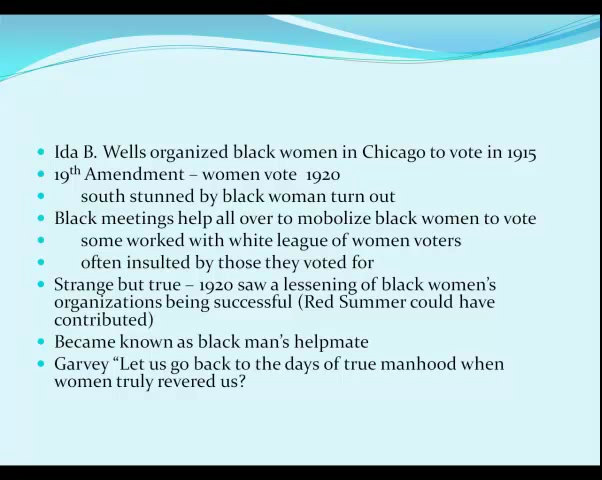 • Ida B. Wells organized black women in Chicago to vote in 1915
• 19th Amendment – women vote 1920
• south stunned by black woman turn out
• Black meetings help all over to mobolize black women to vote
• some worked with white league of women voters
• often insulted by those they voted for
• Strange but true – 1920 saw a lessening of black women's
organizations being successful (Red Summer could have
contributed)
• Became known as black man's helpmate
• Garvey “Let us go back to the days of true manhood when
women truly revered us?